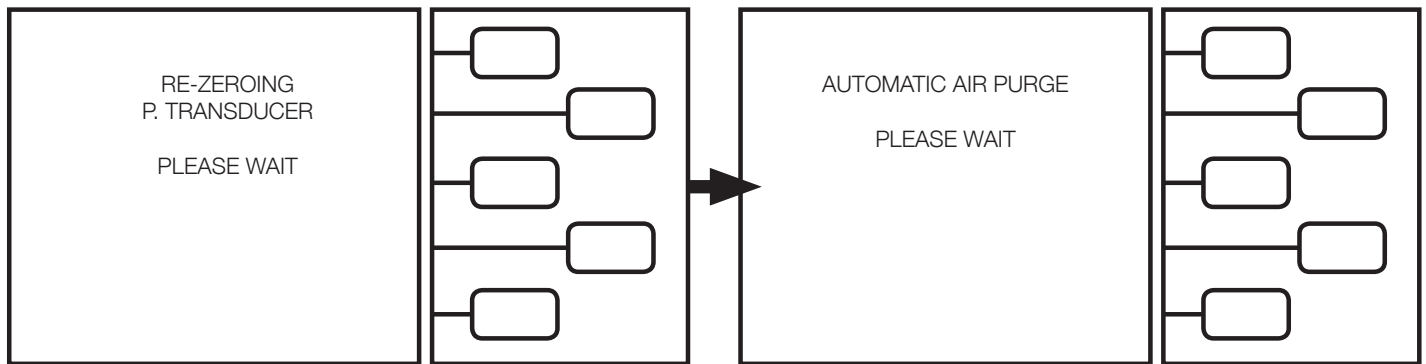 RE-ZEROING
P. TRANSDUCER
PLEASE WAIT
AUTOMATIC AIR PURGE
PLEASE WAIT